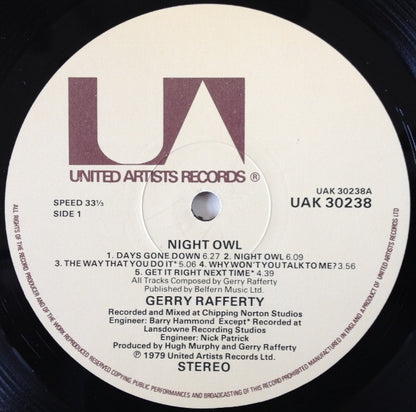 UA
UNITED ARTISTS RECORDS ®
SPEED 33⅓
SIDE 1
UAK 30238A
UAK 30238
NIGHT OWL
1. DAYS GONE DOWN 6.27 2. NIGHT OWL 6.09
3. THE WAY THAT YOU DO IT* 5.06 4. WHY WON'T YOU TALK TO ME? 3.56
5. GET IT RIGHT NEXT TIME* 4.39
All Tracks Composed by Gerry Rafferty
Published by Belfern Music Ltd.
GERRY RAFFERTY
Recorded and Mixed at Chipping Norton Studios
Engineer: Barry Hammond Except* Recorded at
Lansdowne Recording Studios
Engineer: Nick Patrick
Produced by Hugh Murphy and Gerry Rafferty
℗ 1979 United Artists Records Ltd.
STEREO
ALL RIGHTS OF THE RECORD PRODUCER AND OF THE WORK REPRODUCED RESERVED COPYING, PUBLIC PERFORMANCES AND BROADCASTING OF THIS RECORD PROHIBITED MANUFACTURED IN ENGLAND A PRODUCT OF UNITED ARTISTS RECORDS LTD